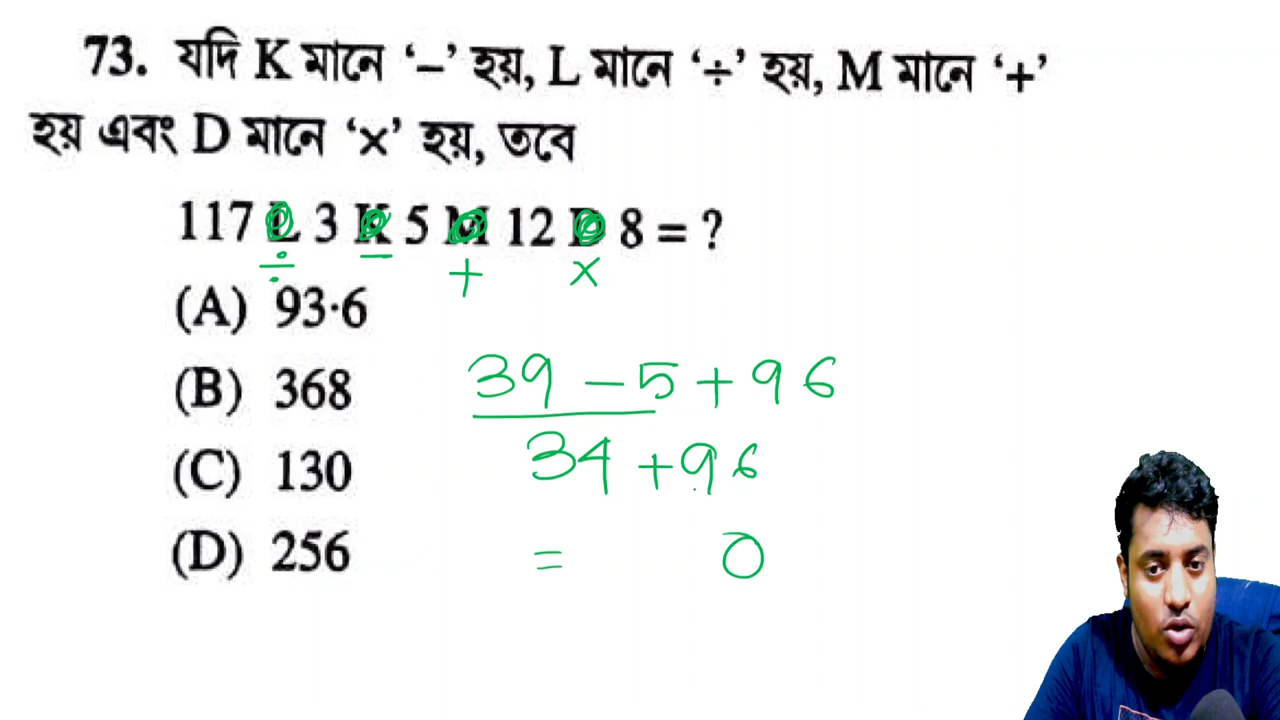 73. যদি K মানে ‘–’ হয়, L মানে ‘÷’ হয়, M মানে ‘+’
হয় এবং D মানে ‘×’ হয়, তবে
117 L 3 K 5 M 12 D 8 = ?
÷ – + ×
(A) 93·6
(B) 368
(C) 130
(D) 256
39 – 5 + 96
34 + 96
= 0